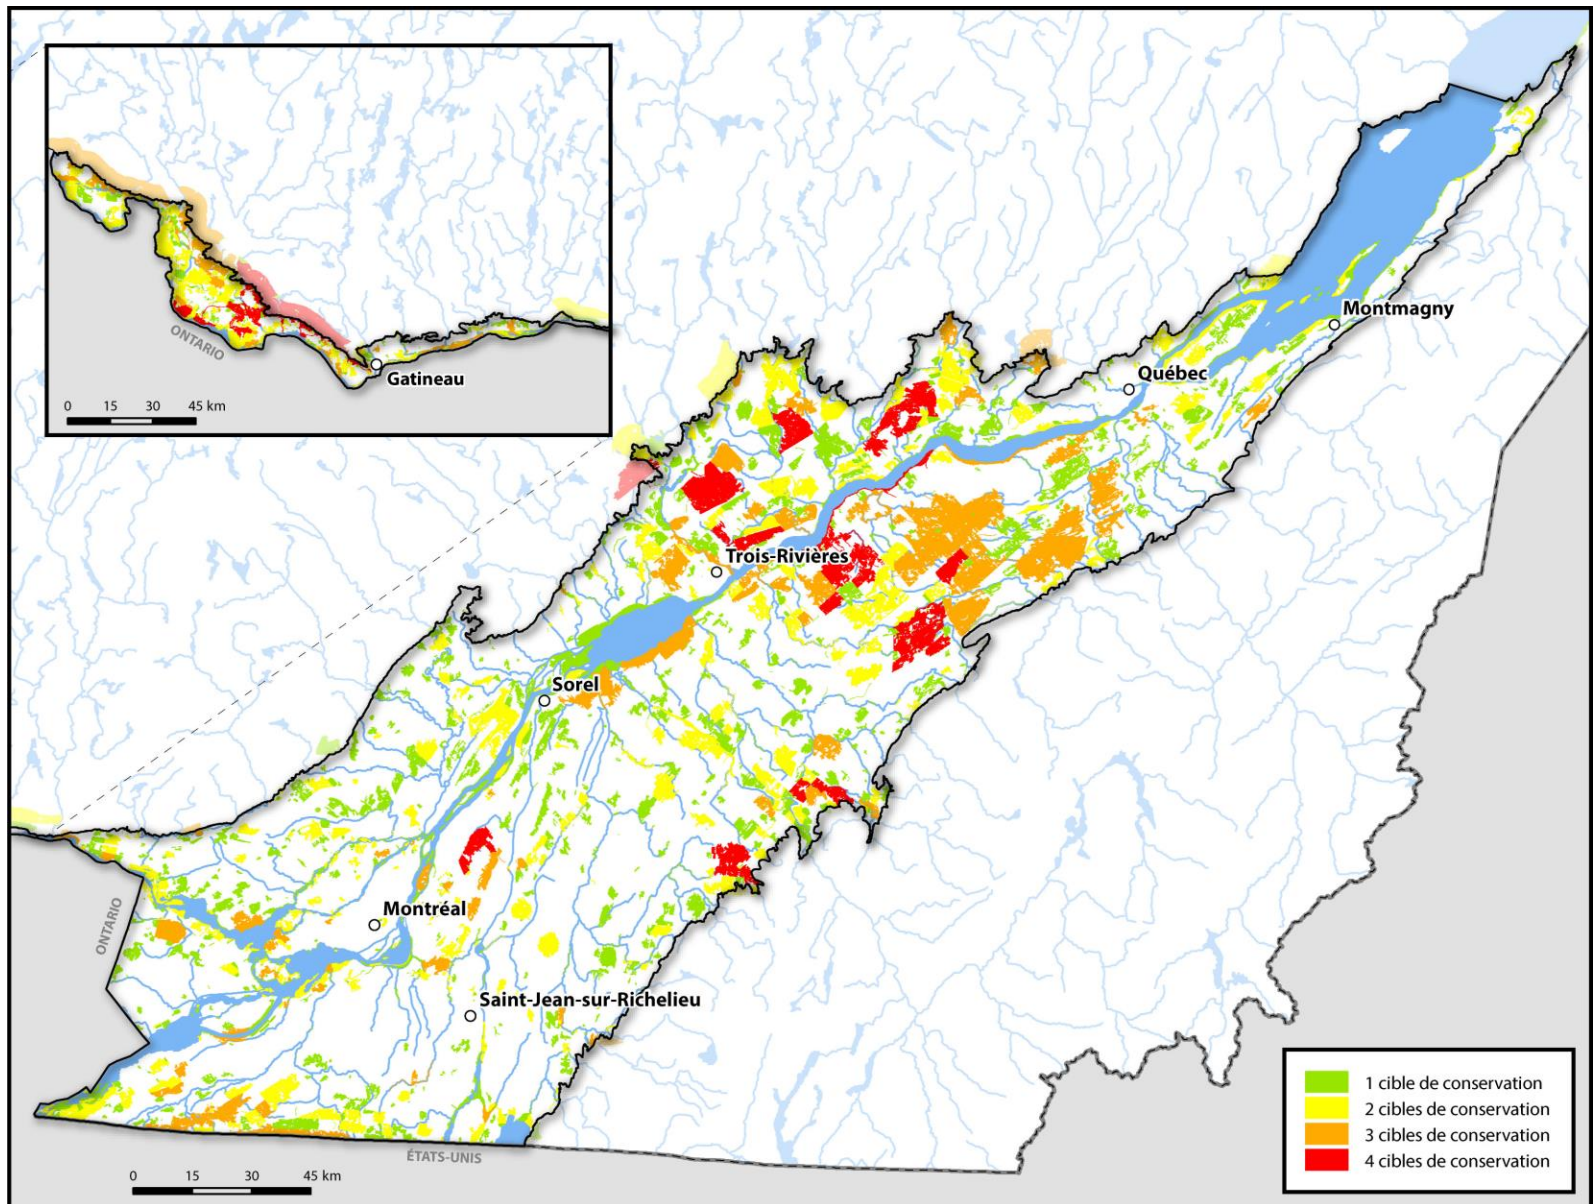 ONTARIO
Gatineau
0 15 30 45 km
Montmagny
Québec
Trois-Rivières
Sorel
Montréal
ONTARIO
Saint-Jean-sur-Richelieu
ÉTATS-UNIS
0 15 30 45 km
1 cible de conservation
2 cibles de conservation
3 cibles de conservation
4 cibles de conservation